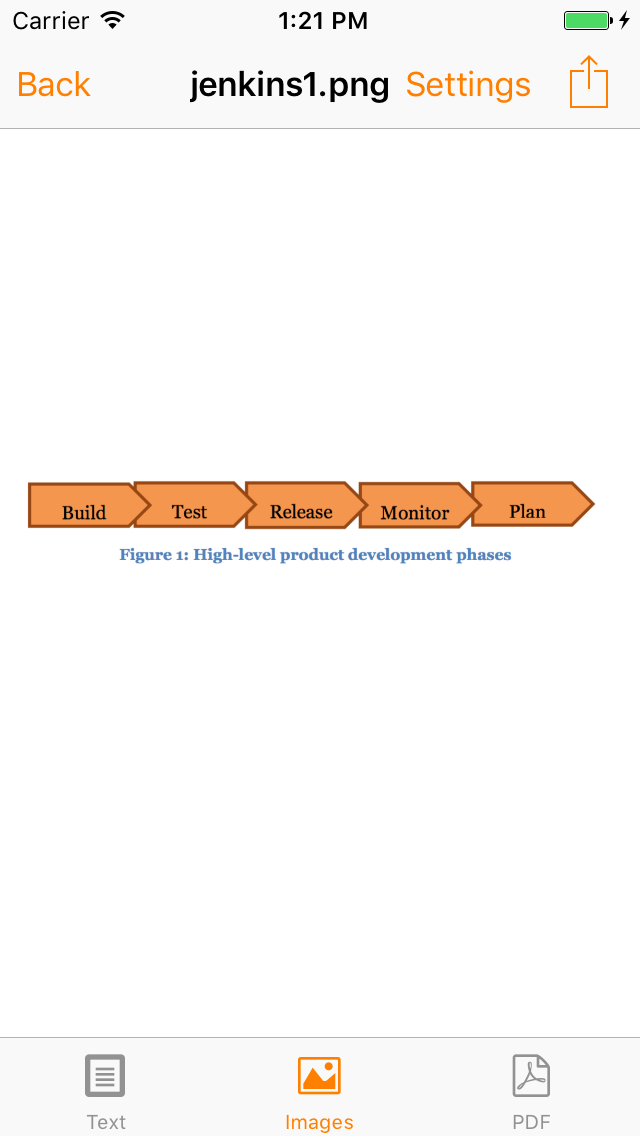 Carrier 1:21 PM
Back jenkins1.png Settings
Build Test Release Monitor Plan
Figure 1: High-level product development phases
Text Images PDF